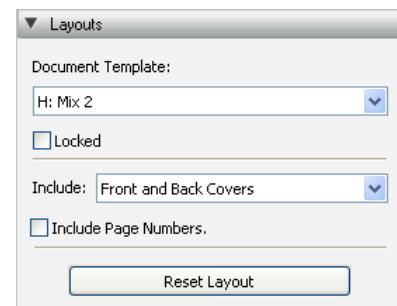 Layouts
Document Template:
H: Mix 2
Locked
Include: Front and Back Covers
Include Page Numbers.
Reset Layout